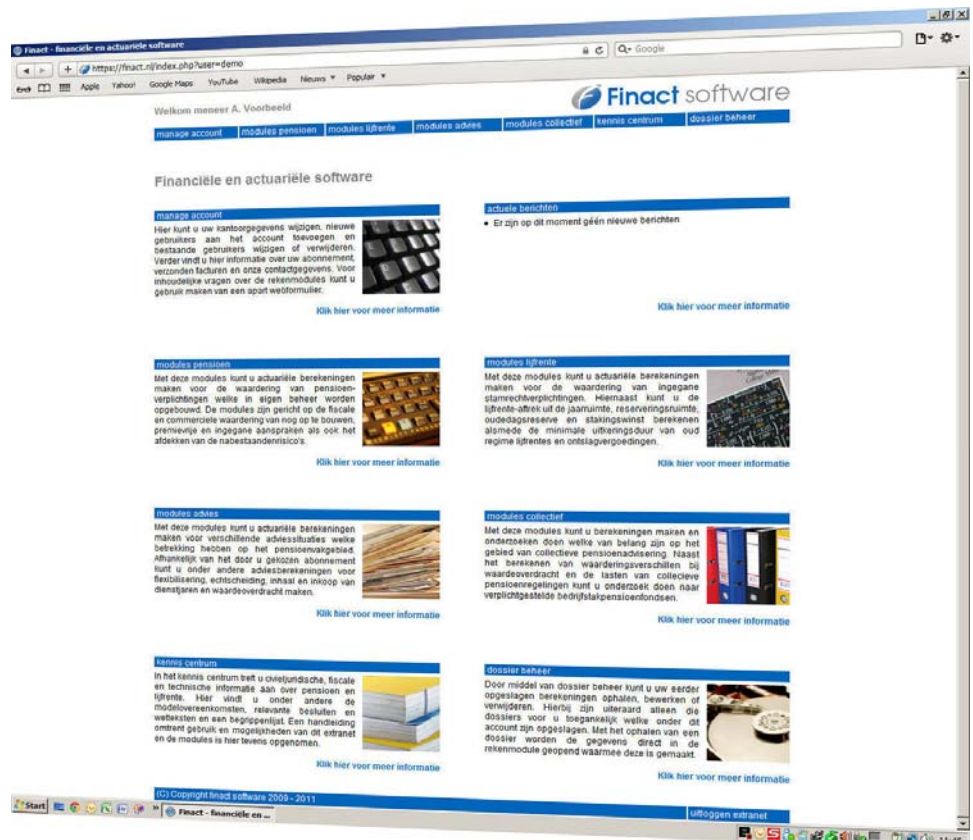 Finact - financiële en actuariële software
https://finact.nl/index.php?user=demo
Google
Apple Yahoo! Google Maps YouTube Wikipedia Nieuws Populair
Welkom meneer A. Voorbeeld
Finact software
manage account modules pensioen modules lijfrente modules advies modules collectief kennis centrum dossier beheer
Financiële en actuariële software
manage account
Hier kunt u uw kantoorgegevens wijzigen, nieuwe
gebruikers aan het account toevoegen en
bestaande gebruikers wijzigen of verwijderen.
Verder vindt u hier informatie over uw abonnement,
verzonden facturen en onze contactgegevens. Voor
inhoudelijke vragen over de rekenmodules kunt u
gebruik maken van een apart webformulier.
Klik hier voor meer informatie
actuele berichten
• Er zijn op dit moment géén nieuwe berichten
Klik hier voor meer informatie
modules pensioen
Met deze modules kunt u actuariële berekeningen
maken voor de waardering van pensioen-
verplichtingen welke in eigen beheer worden
opgebouwd. De modules zijn gericht op de fiscale
en commerciele waardering van nog op te bouwen,
premievrije en ingegane aanspraken als ook het
afdekken van de nabestaandenrisico's.
Klik hier voor meer informatie
modules lijfrente
Met deze modules kunt u actuariële berekeningen
maken voor de waardering van ingegane
stamrechtverplichtingen. Hiernaast kunt u de
lijfrente-aftrek uit de jaarruimte, reserveringsruimte,
oudedagsreserve en stakingswinst berekenen
alsmede de minimale uitkeringsduur van oud
regime lijfrentes en ontslagvergoedingen.
Klik hier voor meer informatie
modules advies
Met deze modules kunt u actuariële berekeningen
maken voor verschillende adviessituaties welke
betrekking hebben op het pensioenvakgebied.
Afhankelijk van het door u gekozen abonnement
kunt u onder andere adviesberekeningen voor
flexibilisering, echtscheiding, inhaal en inkoop van
dienstjaren en waardeoverdracht maken.
Klik hier voor meer informatie
modules collectief
Met deze modules kunt u berekeningen maken en
onderzoeken doen welke van belang zijn op het
gebied van collectieve pensioenadvisering. Naast
het berekenen van waarderingsverschillen bij
waardeoverdracht en de lasten van collecieve
pensioenregelingen kunt u onderzoek doen naar
verplichtgestelde bedrijfstakpensioenfondsen.
Klik hier voor meer informatie
kennis centrum
In het kennis centrum treft u civieljuridische, fiscale
en technische informatie aan over pensioen en
lijfrente. Hier vindt u onder andere de
modelovereenkomsten, relevante besluiten en
wetteksten en een begrippenlijst. Een handleiding
omtrent gebruik en mogelijkheden van dit extranet
en de modules is hier tevens opgenomen.
Klik hier voor meer informatie
dossier beheer
Door middel van dossier beheer kunt u uw eerder
opgeslagen berekeningen ophalen, bewerken of
verwijderen. Hierbij zijn uiteraard alleen die
dossiers voor u toegankelijk welke onder dit
account zijn opgeslagen. Met het ophalen van een
dossier worden de gegevens direct in de
rekenmodule geopend waarmee deze is gemaakt.
Klik hier voor meer informatie
(C) Copyright finact software 2009 - 2011
uitloggen extranet
Start Finact - financiële en ...